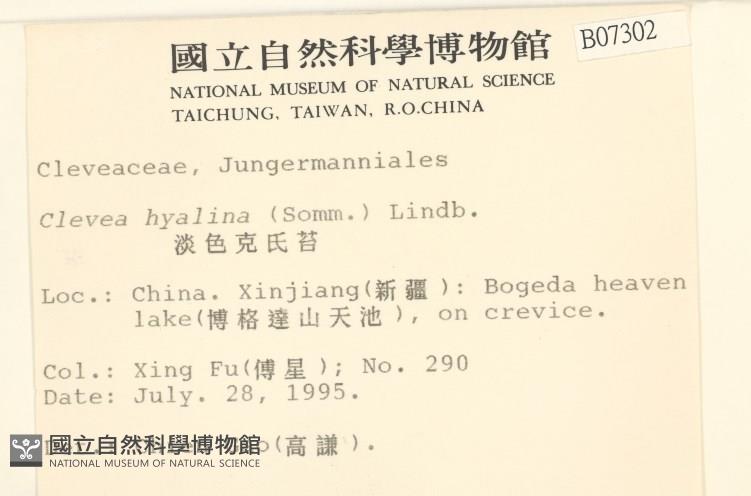 國立自然科學博物館
B07302
NATIONAL MUSEUM OF NATURAL SCIENCE
TAICHUNG, TAIWAN, R.O.CHINA
Cleveaceae, Jungermanniales
Clevea hyalina (Somm.) Lindb.
淡色克氏苔
Loc.: China. Xinjiang(新疆): Bogeda heaven
lake(博格達山天池), on crevice.
Col.: Xing Fu(傅星); No. 290
Date: July. 28, 1995.
(高謙).
國立自然科學博物館
NATIONAL MUSEUM OF NATURAL SCIENCE